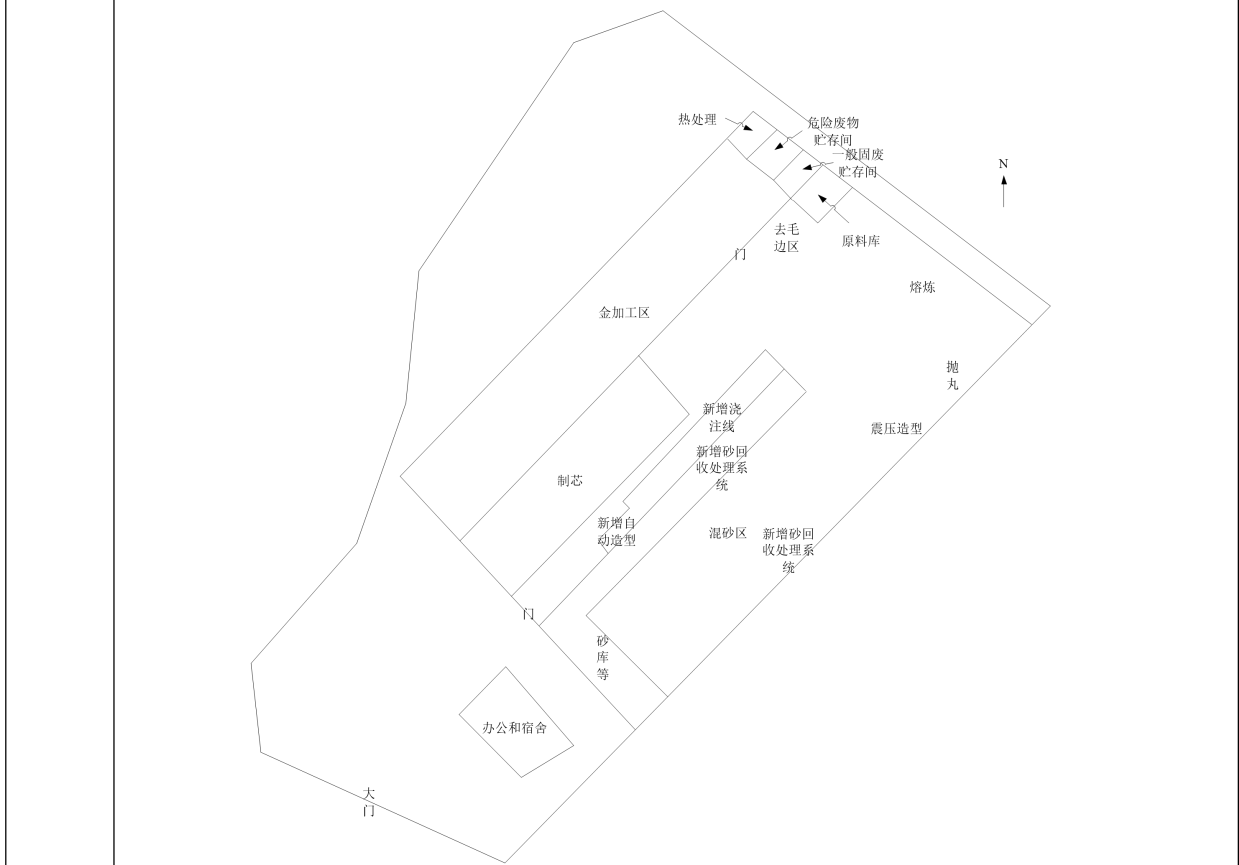 热处理
危险废物
贮存间
一般固废
贮存间
N
去毛
边区
原料库
门
熔炼
金加工区
抛
丸
新增浇
注线
震压造型
新增砂回
收处理系
统
制芯
新增自
动造型
混砂区
新增砂回
收处理系
统
门
砂
库
等
办公和宿舍
大
门